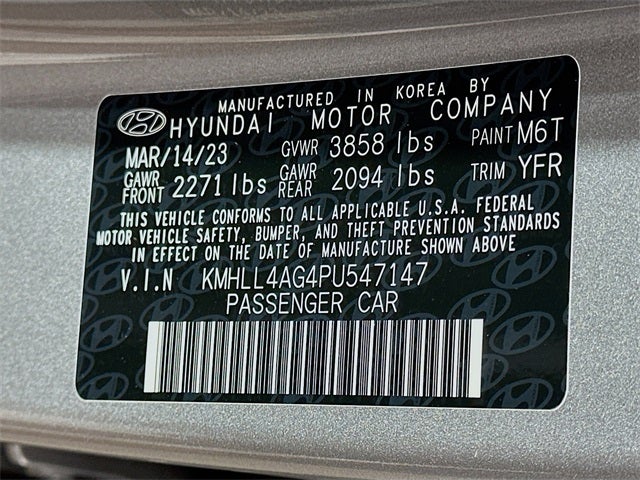 MANUFACTURED IN KOREA BY
HYUNDAI MOTOR COMPANY
MAR/14/23 GVWR 3858 lbs PAINT M6T
GAWR FRONT 2271 lbs GAWR REAR 2094 lbs TRIM YFR
THIS VEHICLE CONFORMS TO ALL APPLICABLE U.S.A. FEDERAL
MOTOR VEHICLE SAFETY, BUMPER, AND THEFT PREVENTION STANDARDS
IN EFFECT ON THE DATE OF MANUFACTURE SHOWN ABOVE
V.I.N KMHLL4AG4PU547147
PASSENGER CAR